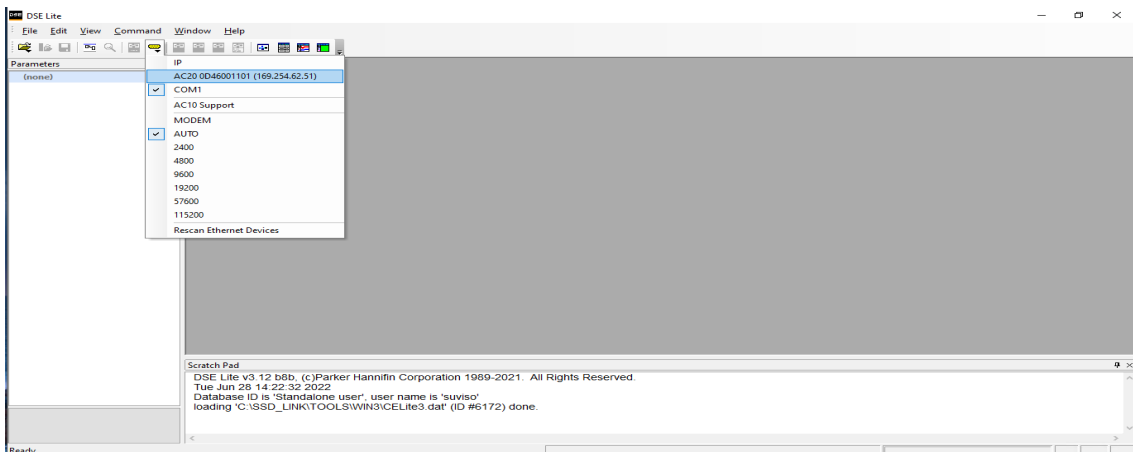 DSE Lite
File Edit View Command Window Help
Parameters
(none)
IP
AC20 0D46001101 (169.254.62.51)
COM1
AC10 Support
MODEM
AUTO
2400
4800
9600
19200
57600
115200
Rescan Ethernet Devices
Scratch Pad
DSE Lite v3.12 b8b, (c)Parker Hannifin Corporation 1989-2021. All Rights Reserved.
Tue Jun 28 14:22:32 2022
Database ID is 'Standalone user', user name is 'suviso'
loading 'C:\SSD_LINK\TOOLS\WIN3\CELite3.dat' (ID #6172) done.
Ready